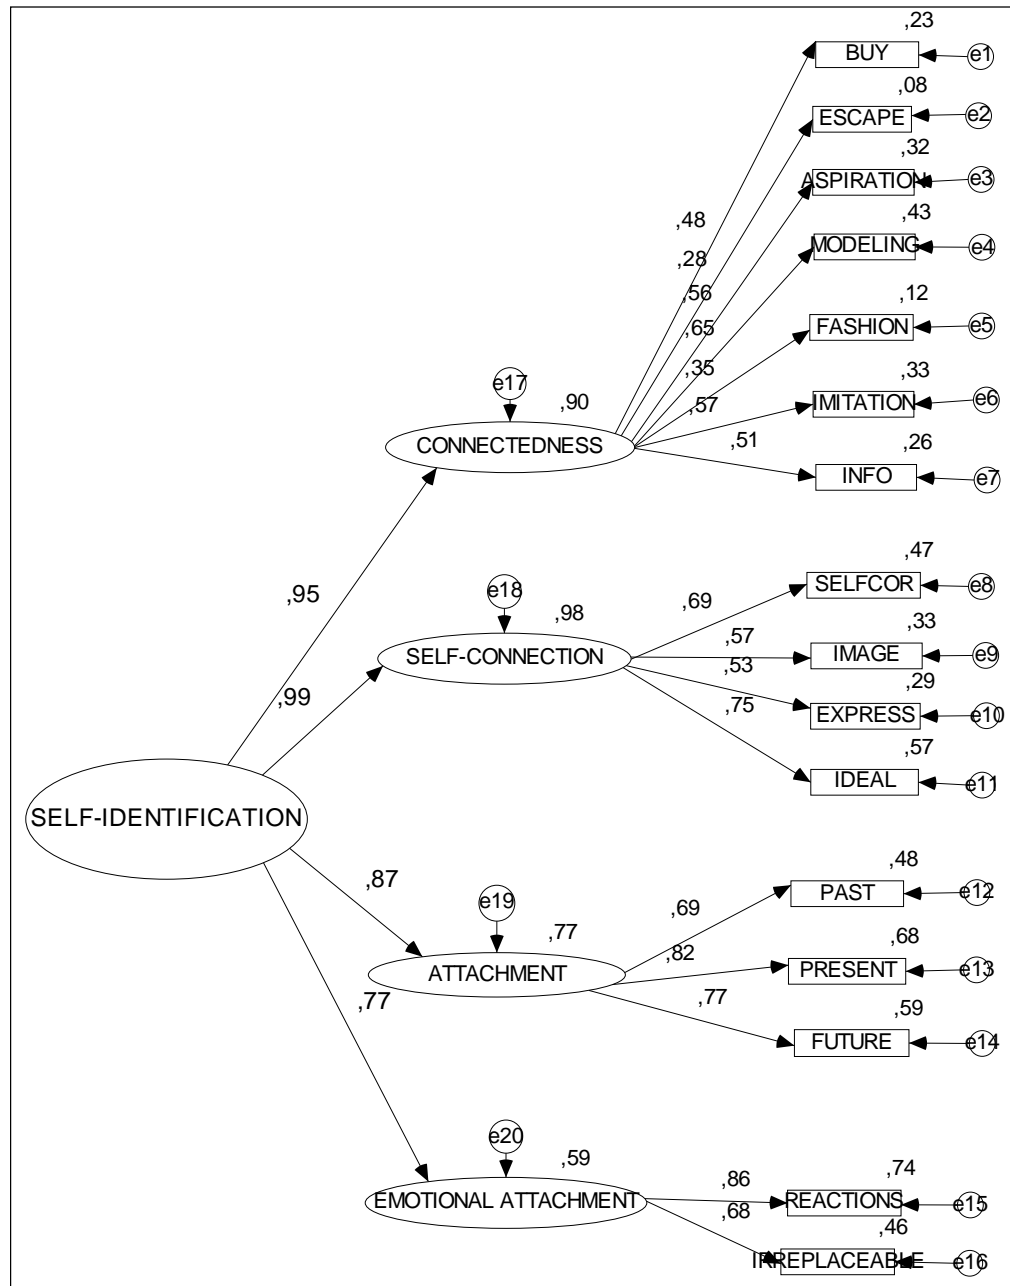 ,23
BUY
e1
,08
ESCAPE
e2
,32
ASPIRATION
e3
,48
,43
MODELING
e4
,28
,56
,12
FASHION
e5
,65
,35
,33
e17
,90
,57
IMITATION
e6
CONNECTEDNESS
,51
,26
INFO
e7
,95
e18
,98
,69
,47
SELFCOR
e8
,57
,33
SELF-CONNECTION
IMAGE
e9
,53
,29
,99
,75
EXPRESS
e10
,57
IDEAL
e11
SELF-IDENTIFICATION
,87
e19
,77
,69
,48
PAST
e12
,82
,68
ATTACHMENT
PRESENT
e13
,77
,77
,59
FUTURE
e14
e20
,59
,86
,74
EMOTIONAL ATTACHMENT
REACTIONS
e15
,68
,46
IRREPLACEABLE
e16